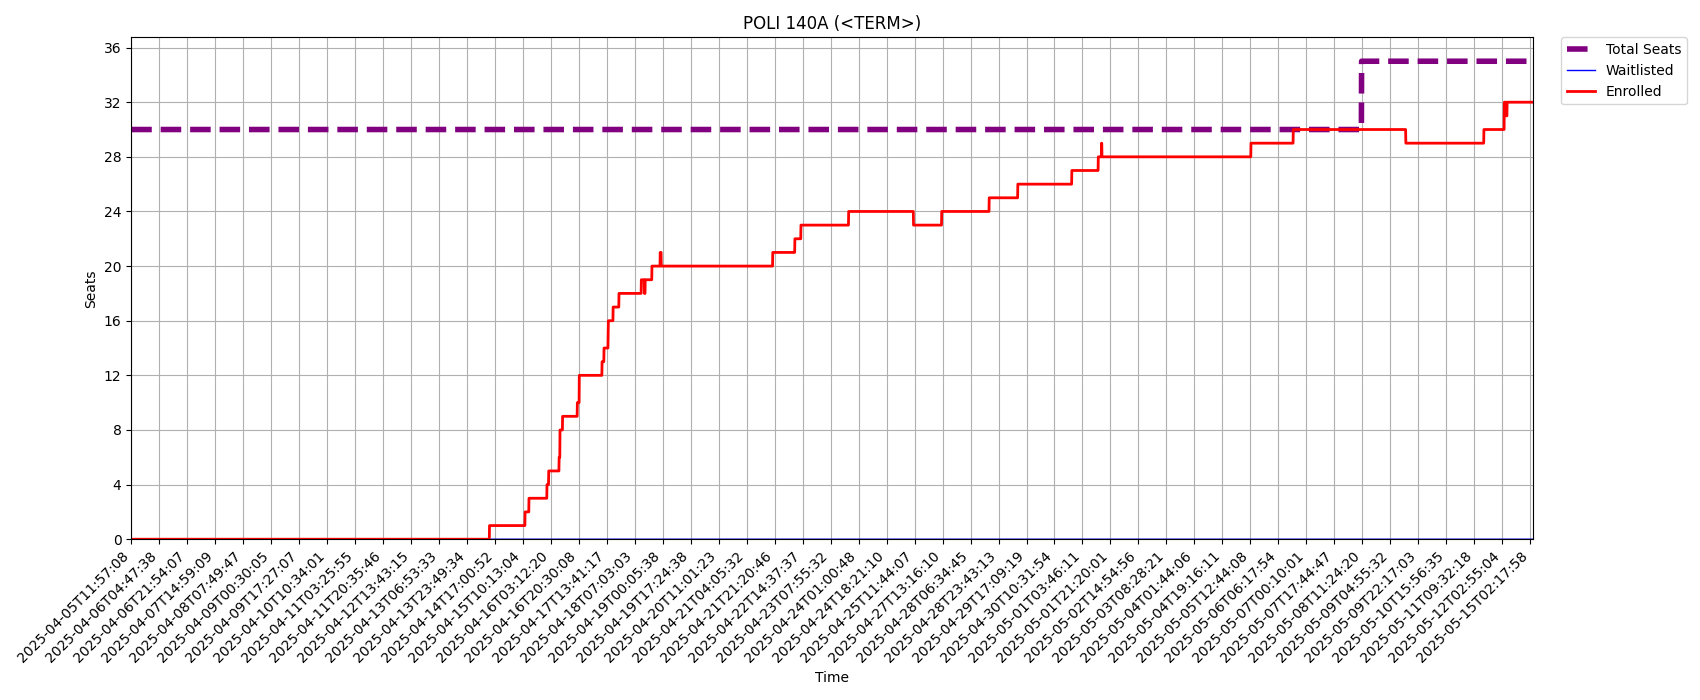 POLI 140A (<TERM>)
Total Seats
Waitlisted
Enrolled
36
32
28
24
20
16
12
8
4
0
Seats
2025-04-05T11:57:08
2025-04-06T04:47:38
2025-04-06T21:54:07
2025-04-07T14:59:09
2025-04-08T07:49:47
2025-04-09T00:30:05
2025-04-09T17:27:07
2025-04-10T10:34:01
2025-04-11T03:25:55
2025-04-11T20:35:46
2025-04-12T13:43:15
2025-04-13T06:53:33
2025-04-13T23:49:34
2025-04-14T17:00:52
2025-04-15T10:13:04
2025-04-16T03:12:20
2025-04-16T20:30:08
2025-04-17T13:41:17
2025-04-18T07:03:03
2025-04-19T00:05:38
2025-04-19T17:24:38
2025-04-20T11:01:23
2025-04-21T04:05:32
2025-04-21T21:20:46
2025-04-22T14:37:37
2025-04-23T07:55:32
2025-04-24T01:00:48
2025-04-24T18:21:10
2025-04-25T11:44:07
2025-04-27T13:16:10
2025-04-28T06:34:45
2025-04-28T23:43:13
2025-04-29T17:09:19
2025-04-30T10:31:54
2025-05-01T03:46:11
2025-05-01T21:20:01
2025-05-02T14:54:56
2025-05-03T08:28:21
2025-05-04T01:44:06
2025-05-04T19:16:11
2025-05-05T12:44:08
2025-05-06T06:17:54
2025-05-07T00:10:01
2025-05-07T17:44:47
2025-05-08T11:24:20
2025-05-09T04:55:32
2025-05-09T22:17:03
2025-05-10T15:56:35
2025-05-11T09:32:18
2025-05-12T02:55:04
2025-05-15T02:17:58
Time